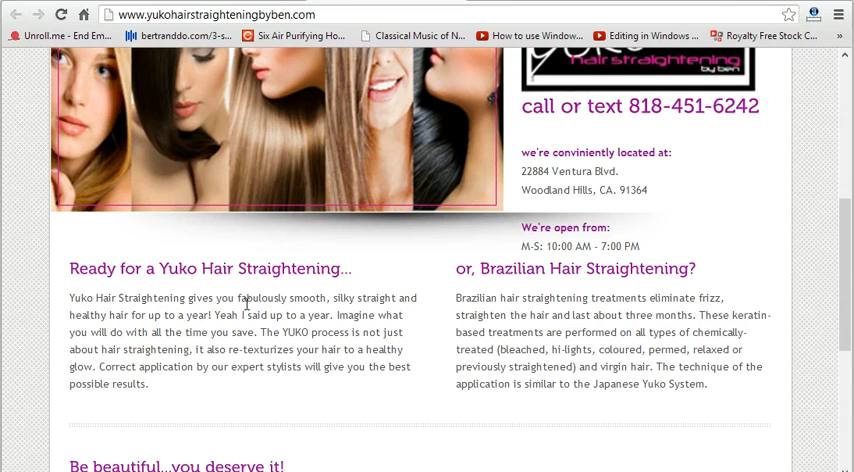 www.yukohairstraighteningbyben.com
Unroll.me - End Em... bertranddo.com/3-s... Six Air Purifying Ho... Classical Music of N... How to use Window... Editing in Windows ... Royalty Free Stock C... »
hair straightening
by ben
call or text 818-451-6242
we're conviniently located at:
22884 Ventura Blvd.
Woodland Hills, CA. 91364
We're open from:
M-S: 10:00 AM - 7:00 PM
Ready for a Yuko Hair Straightening...
Yuko Hair Straightening gives you fabulously smooth, silky straight and
healthy hair for up to a year! Yeah I said up to a year. Imagine what
you will do with all the time you save. The YUKO process is not just
about hair straightening, it also re-texturizes your hair to a healthy
glow. Correct application by our expert stylists will give you the best
possible results.
or, Brazilian Hair Straightening?
Brazilian hair straightening treatments eliminate frizz,
straighten the hair and last about three months. These keratin-
based treatments are performed on all types of chemically-
treated (bleached, hi-lights, coloured, permed, relaxed or
previously straightened) and virgin hair. The technique of the
application is similar to the Japanese Yuko System.
Be beautiful...you deserve it!